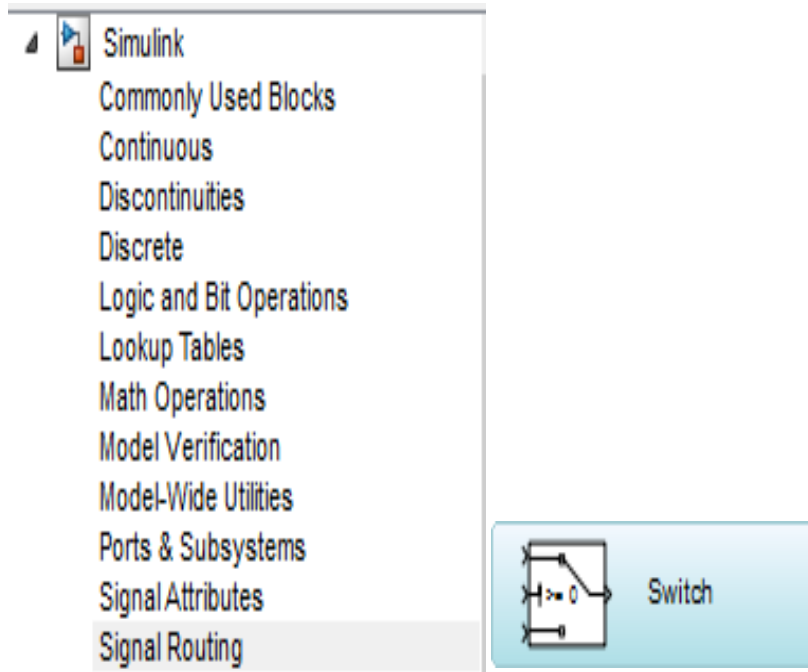 Simulink
Commonly Used Blocks
Continuous
Discontinuities
Discrete
Logic and Bit Operations
Lookup Tables
Math Operations
Model Verification
Model-Wide Utilities
Ports & Subsystems
Signal Attributes
Signal Routing
>= 0
Switch